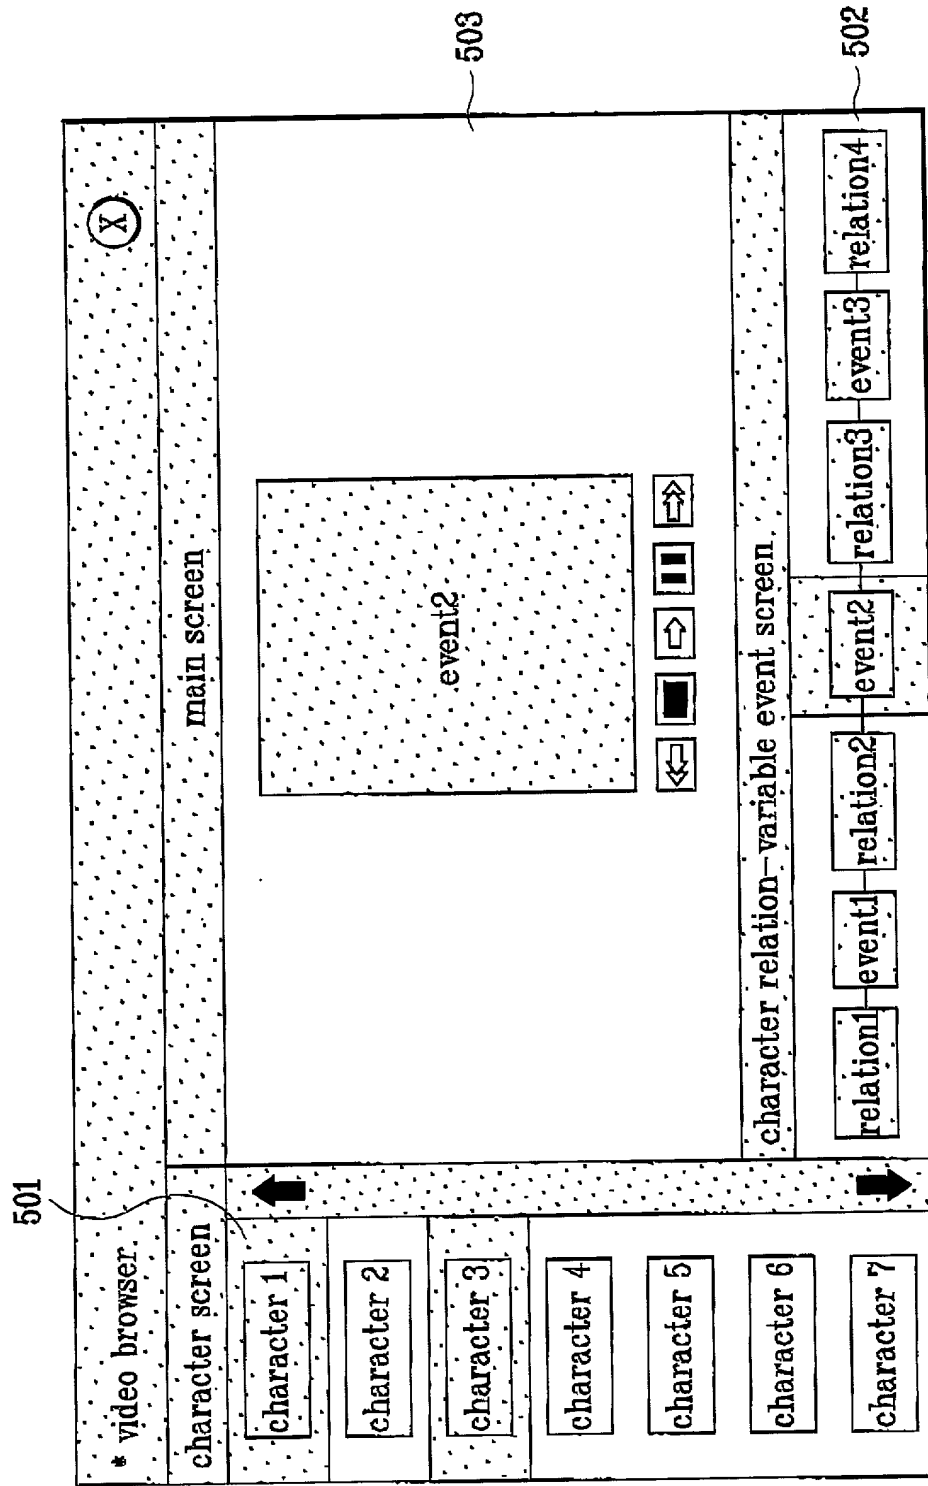 * video browser
X
character screen
main screen
501
character 1
character 2
character 3
character 4
character 5
character 6
character 7
event2
503
character relation-variable event screen
relation1
event1
relation2
event2
relation3
event3
relation4
502